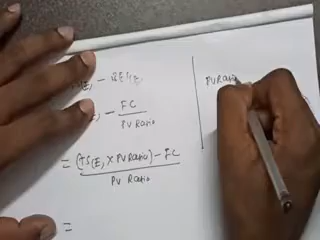 E) - BE(E)
E) - FC / PV Ratio
= (TS(E) X PV Ratio) - FC / PV Ratio
=
PV Ratio